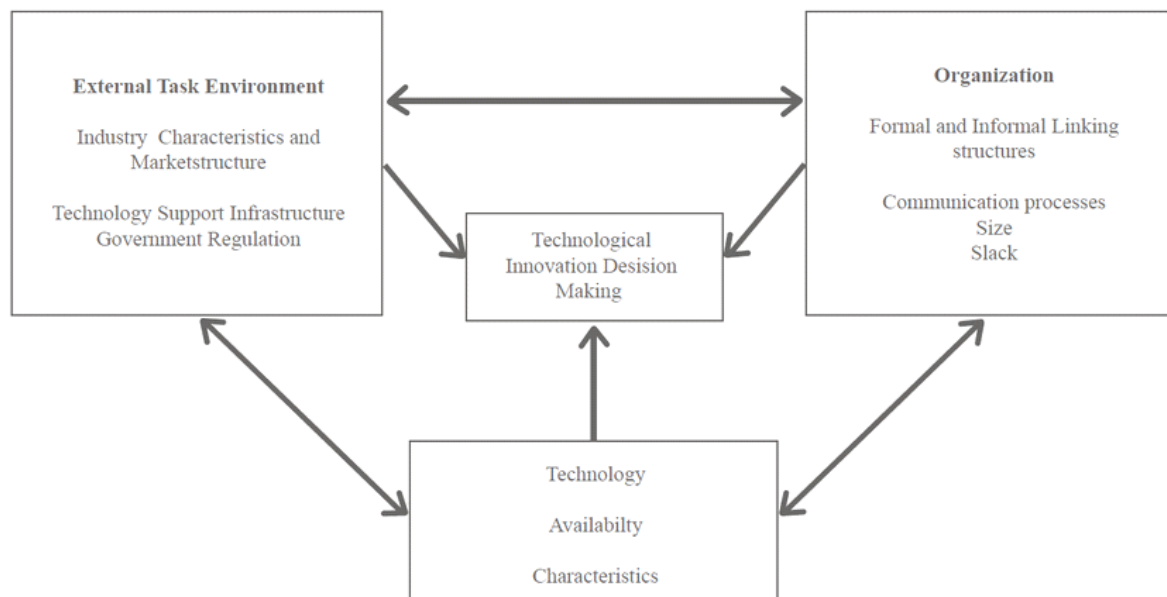 External Task Environment
Industry Characteristics and
Marketstructure
Technology Support Infrastructure
Government Regulation
Organization
Formal and Informal Linking
structures
Communication processes
Size
Slack
Technological
Innovation Desision
Making
Technology
Availabilty
Characteristics